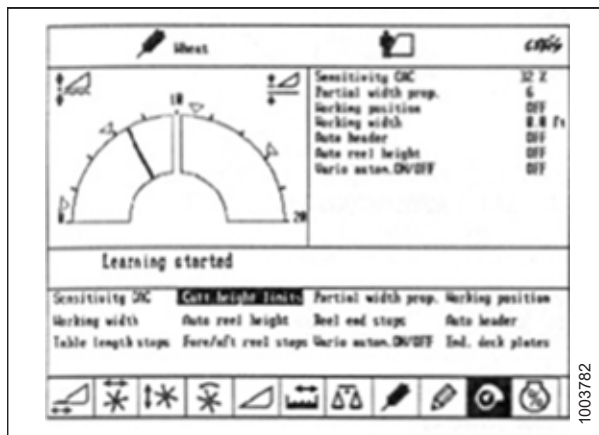 Wheat
Sensitivity CAC 32 %
Partial width prop. 6
Working position OFF
Working width 0.0 ft
Auto header OFF
Auto reel height OFF
Vario autom.ON/OFF OFF
10
0
20
Learning started
Sensitivity CAC Cutt.height limits Partial width prop. Working position
Working width Auto reel height Reel end stops Auto header
Table length stops Fore/aft reel stops Vario autom.ON/OFF End. deck plates
1003782